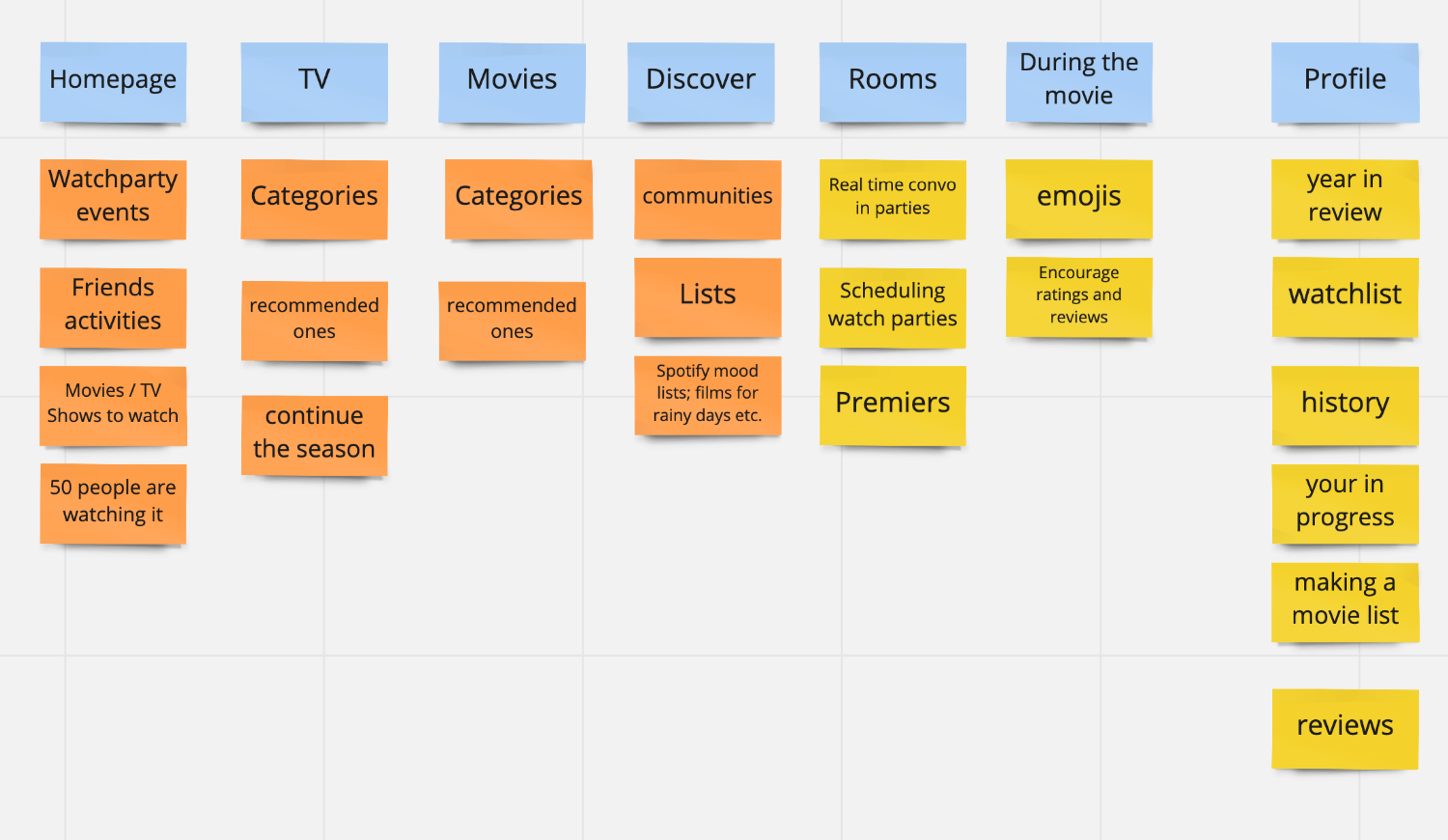 Homepage
TV
Movies
Discover
Rooms
During the
movie
Profile
Watchparty
events
Friends
activities
Movies / TV
Shows to watch
50 people are
watching it
Categories
recommended
ones
continue
the season
Categories
recommended
ones
communities
Lists
Spotify mood
lists; films for
rainy days etc.
Real time convo
in parties
Scheduling
watch parties
Premiers
emojis
Encourage
ratings and
reviews
year in
review
watchlist
history
your in
progress
making a
movie list
reviews